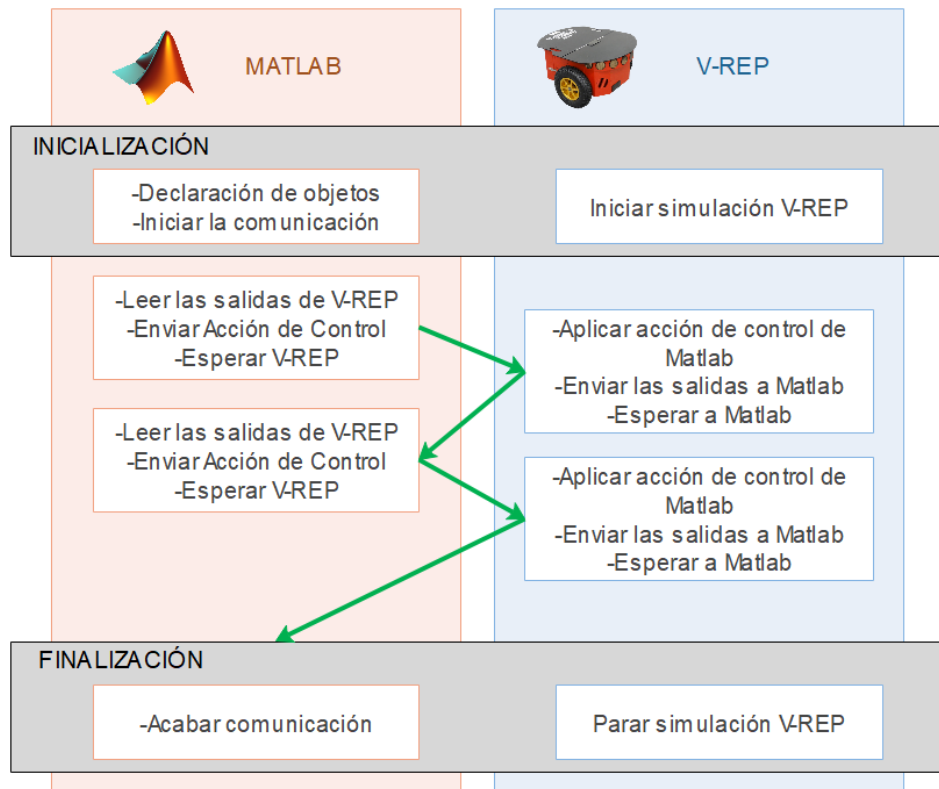 MATLAB
V-REP
INICIALIZACIÓN
-Declaración de objetos
-Iniciar la comunicación
Iniciar simulación V-REP
-Leer las salidas de V-REP
-Enviar Acción de Control
-Esperar V-REP
-Aplicar acción de control de
Matlab
-Enviar las salidas a Matlab
-Esperar a Matlab
-Leer las salidas de V-REP
-Enviar Acción de Control
-Esperar V-REP
-Aplicar acción de control de
Matlab
-Enviar las salidas a Matlab
-Esperar a Matlab
FINALIZACIÓN
-Acabar comunicación
Parar simulación V-REP